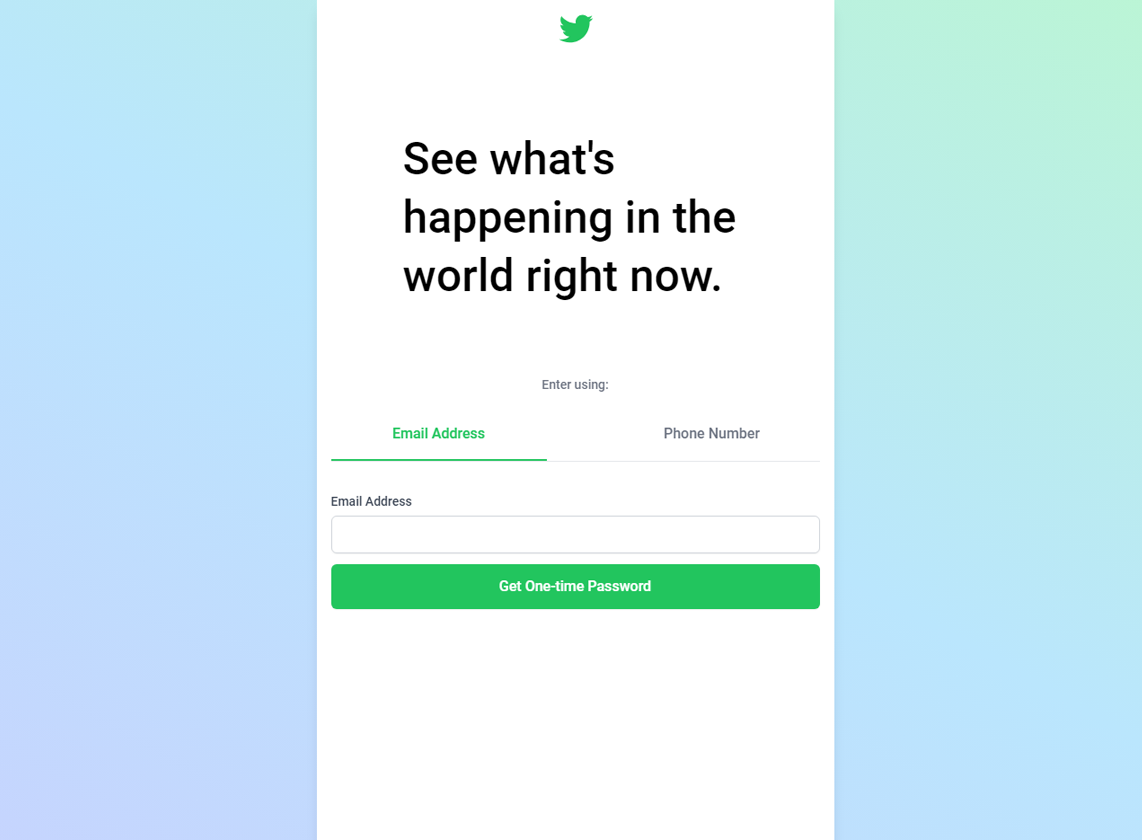 See what's
happening in the
world right now.
Enter using:
Email Address
Phone Number
Email Address
Get One-time Password